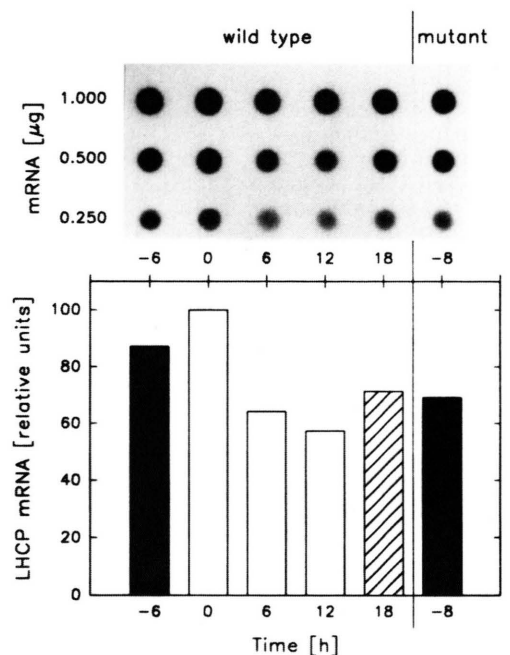 wild type mutant
mRNA [µg]
1.000
0.500
0.250
-6 0 6 12 18 -8
LHCP mRNA [relative units]
100
80
60
40
20
0
-6 0 6 12 18 -8
Time [h]